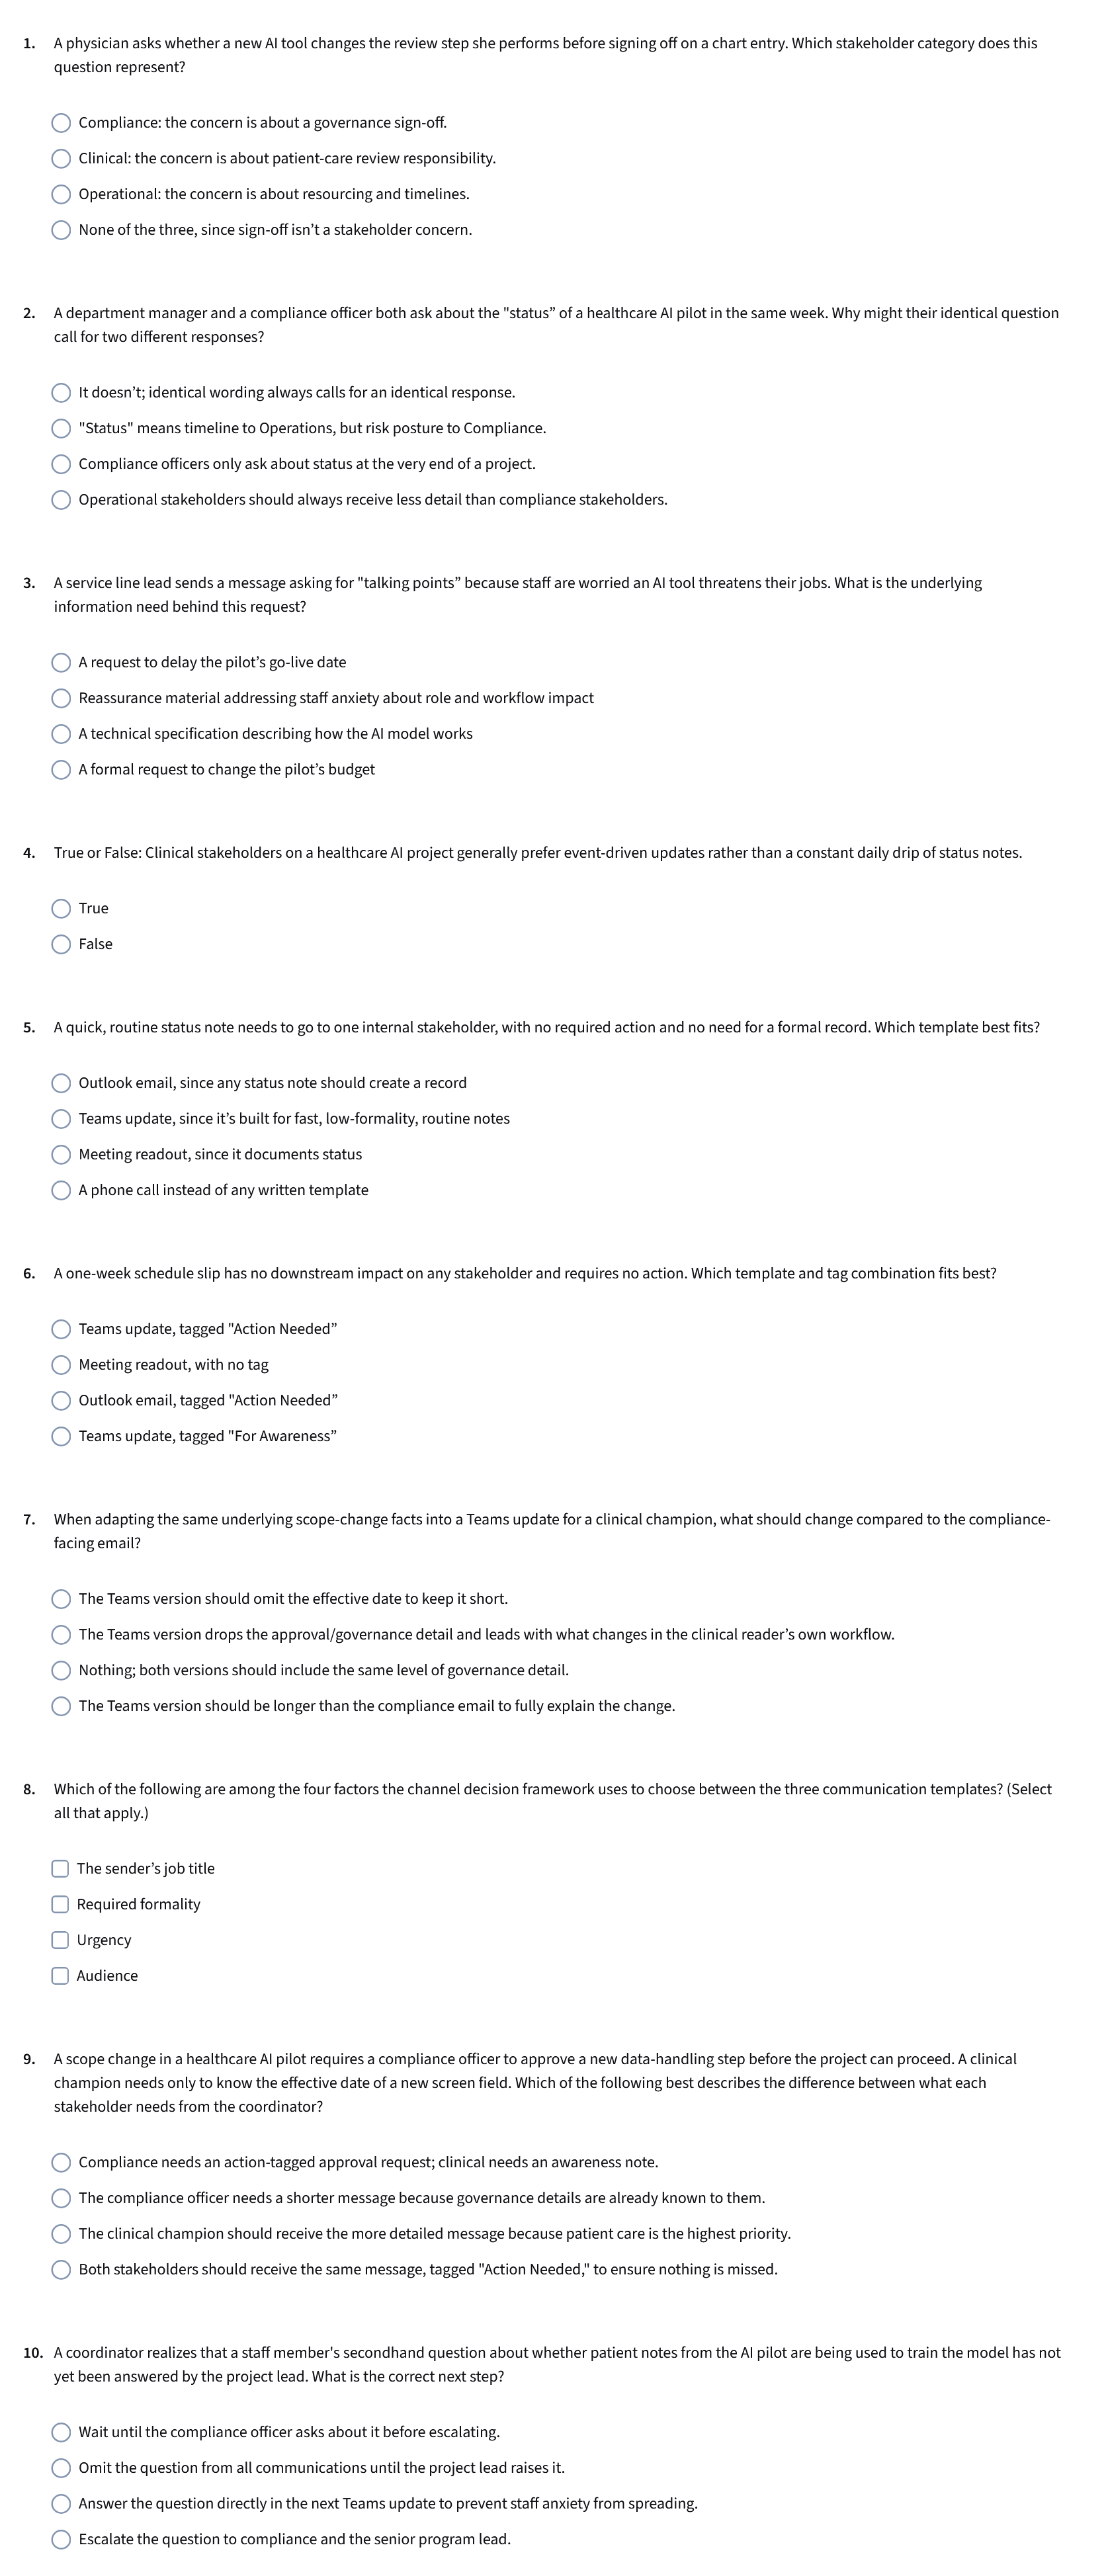 1. A physician asks whether a new AI tool changes the review step she performs before signing off on a chart entry. Which stakeholder category does this
question represent?
Compliance: the concern is about a governance sign-off.
Clinical: the concern is about patient-care review responsibility.
Operational: the concern is about resourcing and timelines.
None of the three, since sign-off isn’t a stakeholder concern.
2. A department manager and a compliance officer both ask about the "status” of a healthcare AI pilot in the same week. Why might their identical question
call for two different responses?
It doesn’t; identical wording always calls for an identical response.
"Status" means timeline to Operations, but risk posture to Compliance.
Compliance officers only ask about status at the very end of a project.
Operational stakeholders should always receive less detail than compliance stakeholders.
3. A service line lead sends a message asking for "talking points” because staff are worried an AI tool threatens their jobs. What is the underlying
information need behind this request?
A request to delay the pilot’s go-live date
Reassurance material addressing staff anxiety about role and workflow impact
A technical specification describing how the AI model works
A formal request to change the pilot’s budget
4. True or False: Clinical stakeholders on a healthcare AI project generally prefer event-driven updates rather than a constant daily drip of status notes.
True
False
5. A quick, routine status note needs to go to one internal stakeholder, with no required action and no need for a formal record. Which template best fits?
Outlook email, since any status note should create a record
Teams update, since it’s built for fast, low-formality, routine notes
Meeting readout, since it documents status
A phone call instead of any written template
6. A one-week schedule slip has no downstream impact on any stakeholder and requires no action. Which template and tag combination fits best?
Teams update, tagged "Action Needed”
Meeting readout, with no tag
Outlook email, tagged "Action Needed”
Teams update, tagged "For Awareness”
7. When adapting the same underlying scope-change facts into a Teams update for a clinical champion, what should change compared to the compliance-
facing email?
The Teams version should omit the effective date to keep it short.
The Teams version drops the approval/governance detail and leads with what changes in the clinical reader’s own workflow.
Nothing; both versions should include the same level of governance detail.
The Teams version should be longer than the compliance email to fully explain the change.
8. Which of the following are among the four factors the channel decision framework uses to choose between the three communication templates? (Select
all that apply.)
The sender’s job title
Required formality
Urgency
Audience
9. A scope change in a healthcare AI pilot requires a compliance officer to approve a new data-handling step before the project can proceed. A clinical
champion needs only to know the effective date of a new screen field. Which of the following best describes the difference between what each
stakeholder needs from the coordinator?
Compliance needs an action-tagged approval request; clinical needs an awareness note.
The compliance officer needs a shorter message because governance details are already known to them.
The clinical champion should receive the more detailed message because patient care is the highest priority.
Both stakeholders should receive the same message, tagged "Action Needed," to ensure nothing is missed.
10. A coordinator realizes that a staff member's secondhand question about whether patient notes from the AI pilot are being used to train the model has not
yet been answered by the project lead. What is the correct next step?
Wait until the compliance officer asks about it before escalating.
Omit the question from all communications until the project lead raises it.
Answer the question directly in the next Teams update to prevent staff anxiety from spreading.
Escalate the question to compliance and the senior program lead.